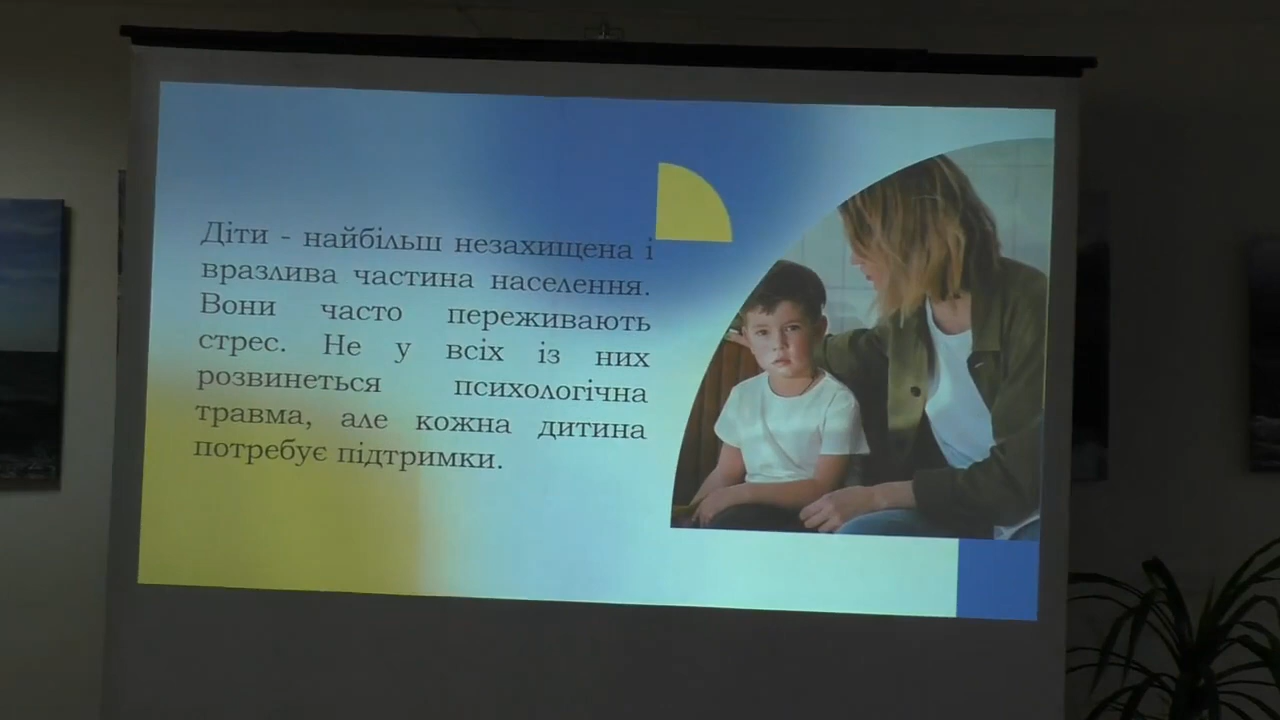 Діти - найбільш незахищена і
вразлива частина населення.
Вони часто переживають
стрес. Не у всіх із них
розвинеться психологічна
травма, але кожна дитина
потребує підтримки.